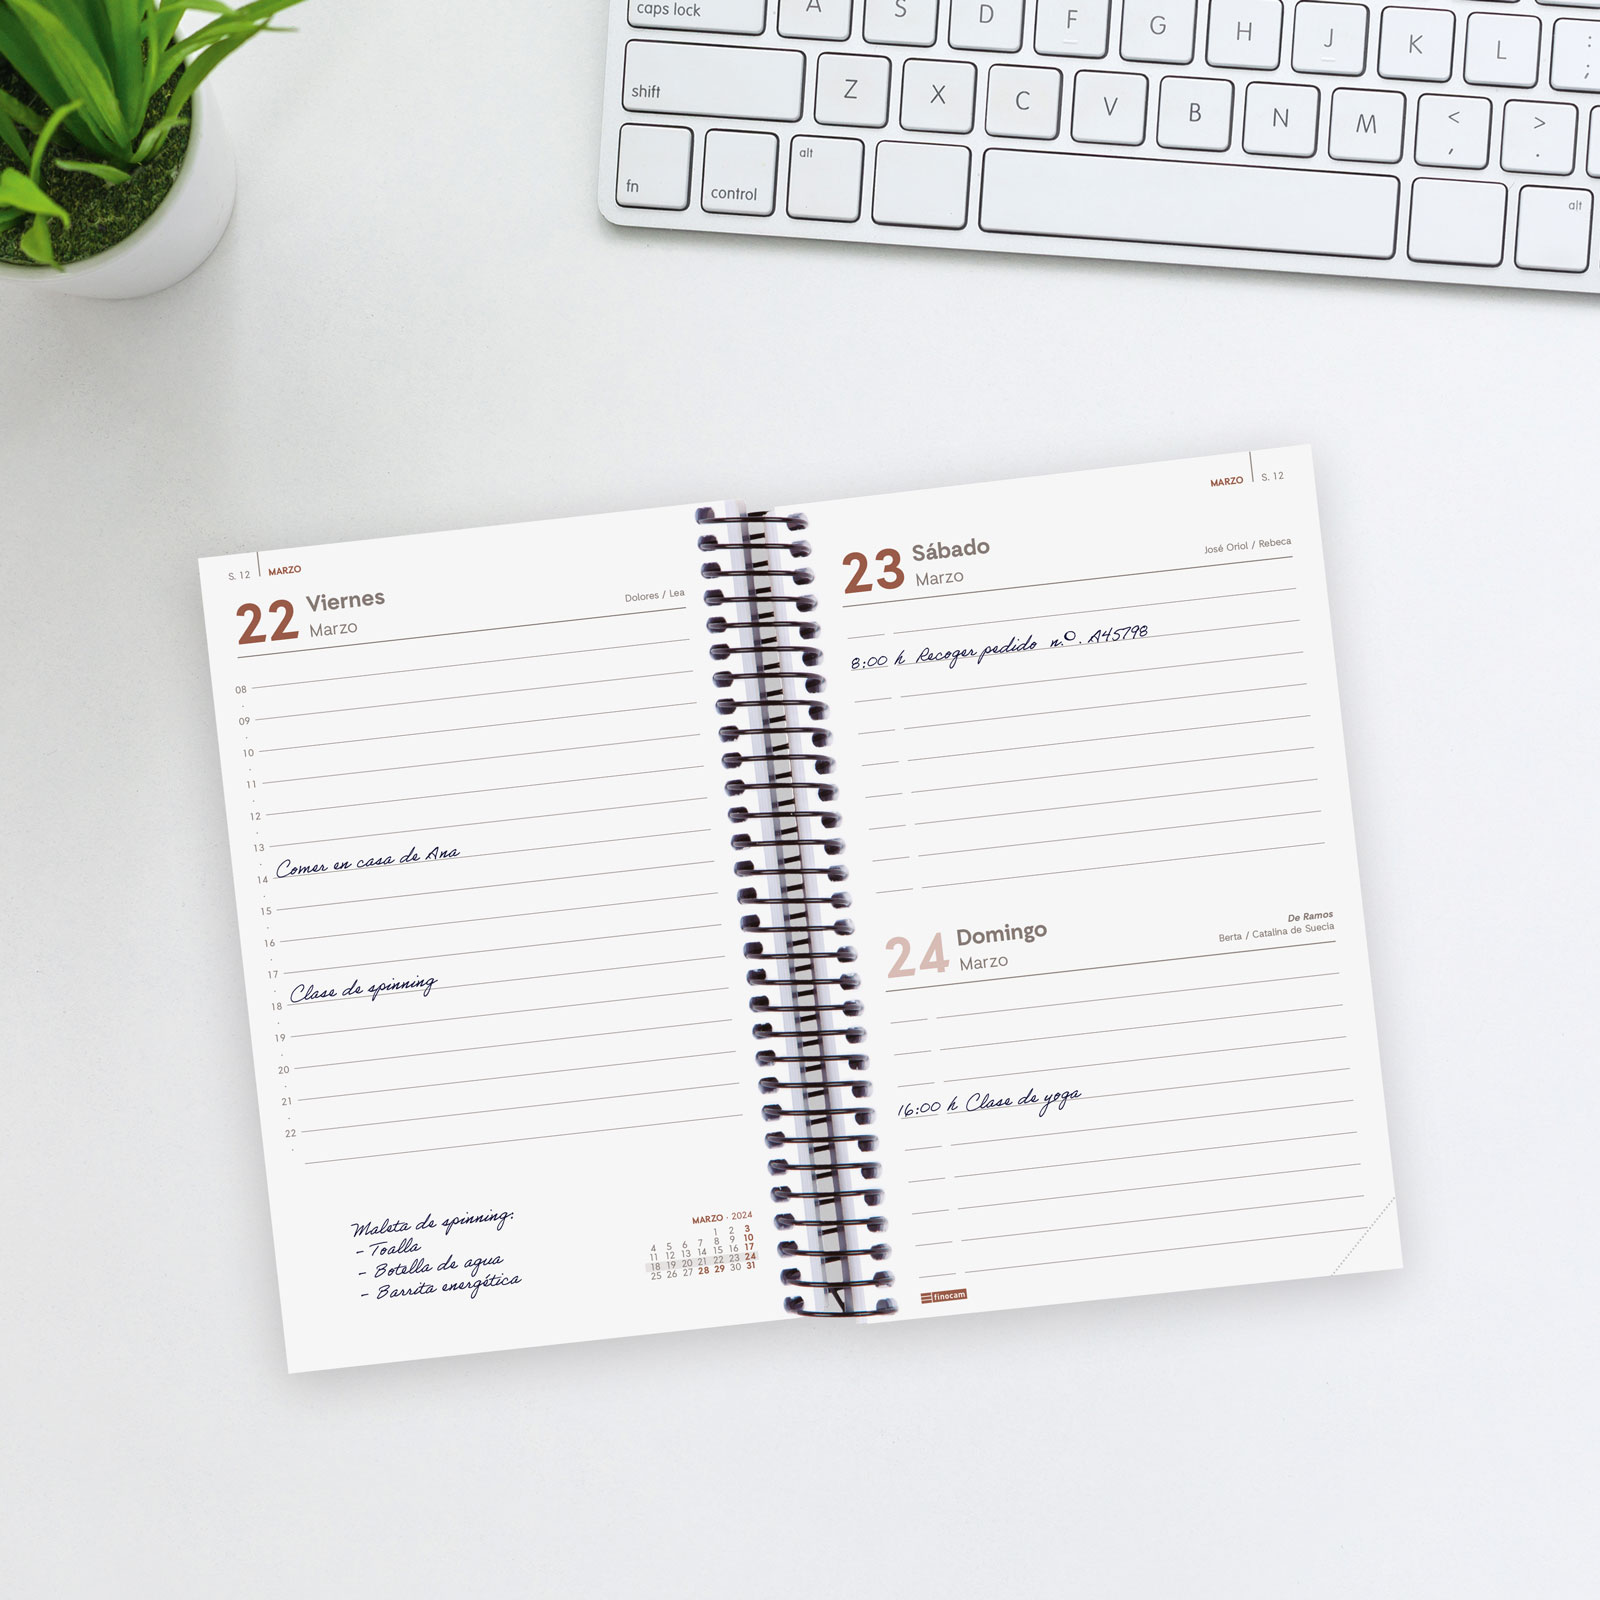 caps lock
A S D F G H J K L : ;
shift
Z X C V B N M < , > .
fn control alt alt
S. 12 MARZO
22 Viernes
Marzo
Dolores / Lea
08
09
10
11
12
13
14 Comer en casa de Ana
15
16
17
18 Clase de spinning
19
20
21
22
Maleta de spinning:
- Toalla
- Botella de agua
- Barrita energética
MARZO · 2024
1 2 3
4 5 6 7 8 9 10
11 12 13 14 15 16 17
18 19 20 21 22 23 24
25 26 27 28 29 30 31
MARZO S. 12
23 Sábado
Marzo
José Oriol / Rebeca
8:00 h Recoger pedido n.º. A45798
24 Domingo
Marzo
De Ramos
Berta / Catalina de Suecia
16:00 h Clase de yoga
finocam